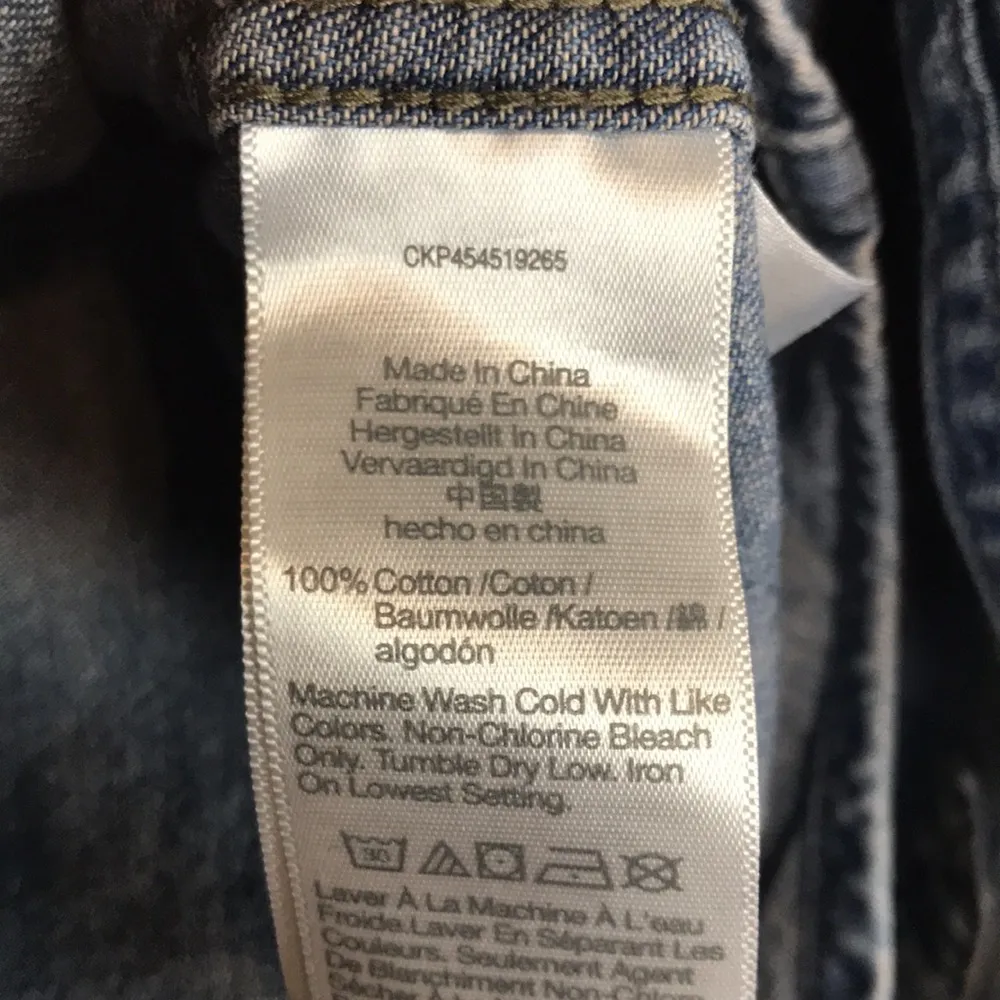 CKP454519265
Made In China
Fabriqué En Chine
Hergestellt In China
Vervaardigd In China
中国製
hecho en china
100% Cotton /Coton /
Baumwolle /Katoen /綿 /
algodón
Machine Wash Cold With Like
Colors. Non-Chlorine Bleach
Only. Tumble Dry Low. Iron
On Lowest Setting.
30
Laver À La Machine À L'eau
Froide.Laver En Séparant Les
Couleurs. Seulement Agent
De Blanchiment Non-Chlore
Sécher À